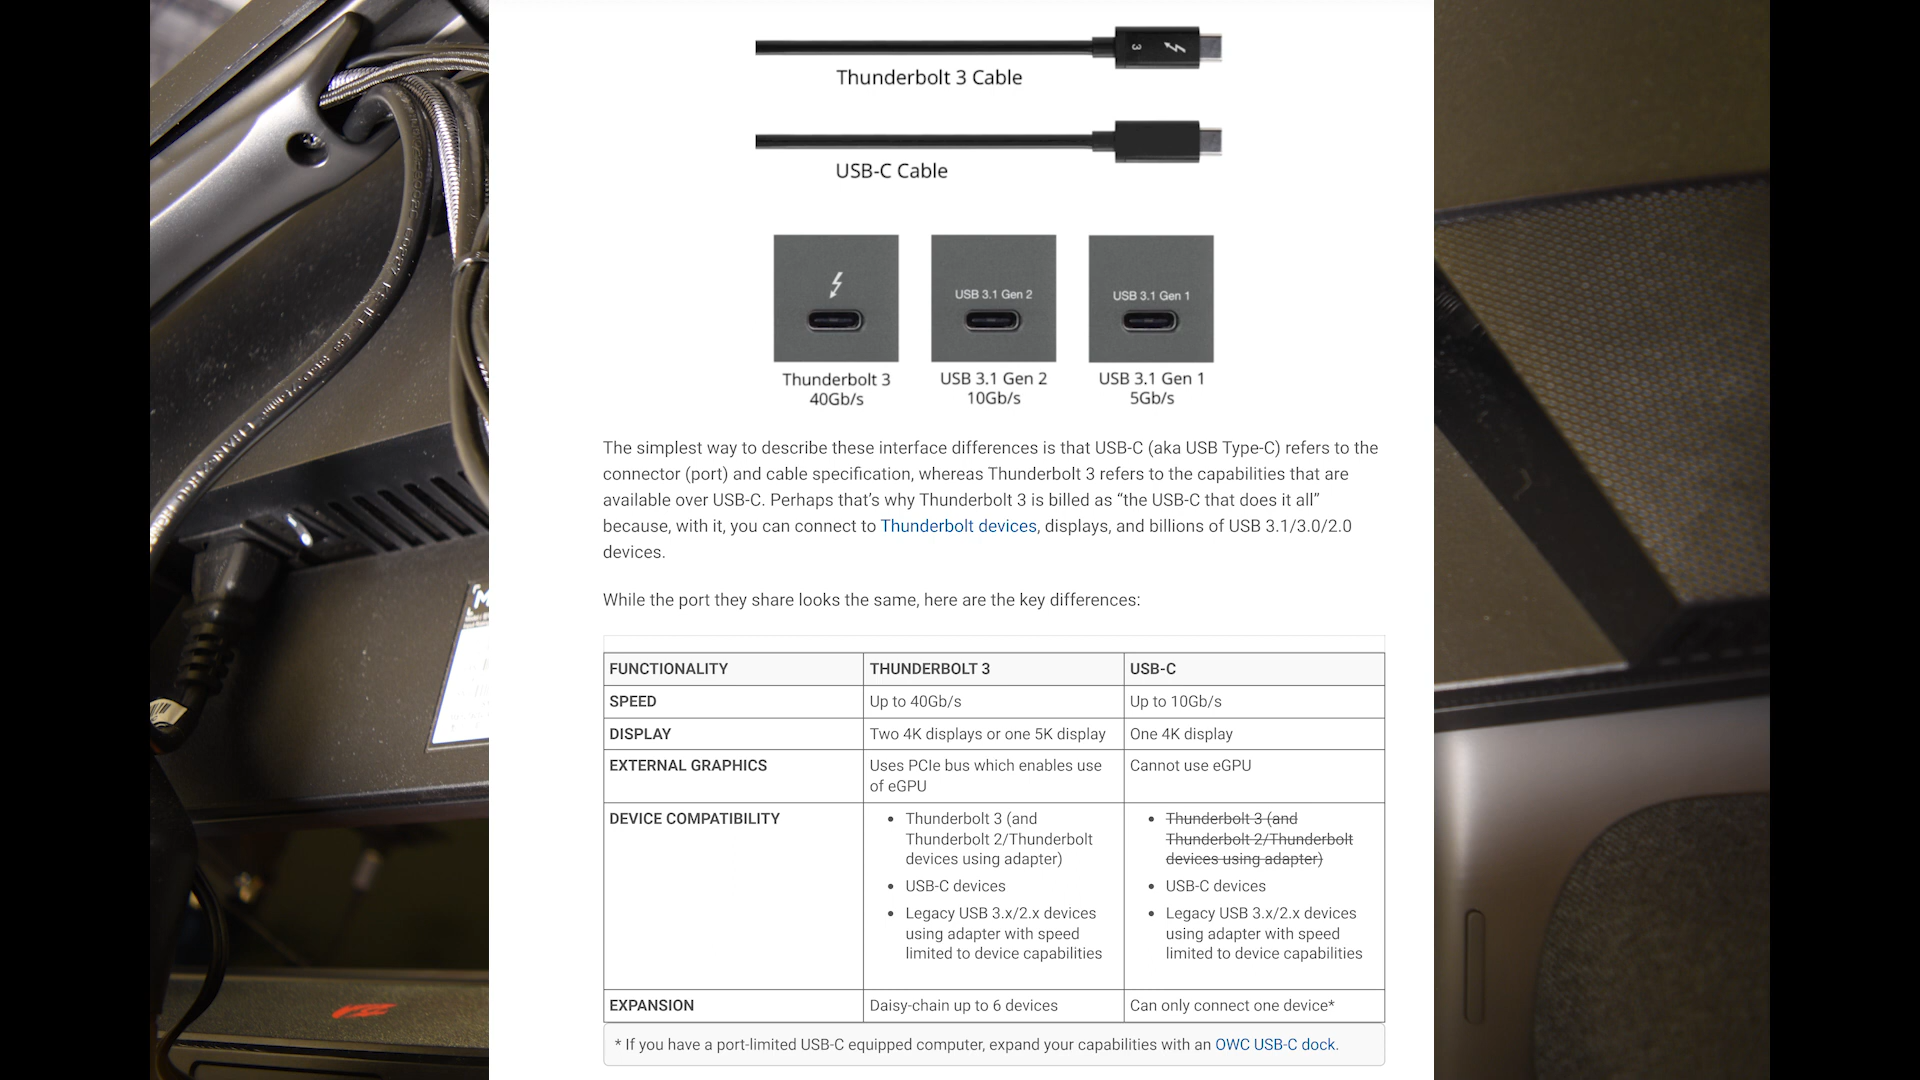 3
Thunderbolt 3 Cable
USB-C Cable
USB 3.1 Gen 2
USB 3.1 Gen 1
Thunderbolt 3
40Gb/s
USB 3.1 Gen 2
10Gb/s
USB 3.1 Gen 1
5Gb/s
The simplest way to describe these interface differences is that USB-C (aka USB Type-C) refers to the
connector (port) and cable specification, whereas Thunderbolt 3 refers to the capabilities that are
available over USB-C. Perhaps that’s why Thunderbolt 3 is billed as “the USB-C that does it all”
because, with it, you can connect to Thunderbolt devices, displays, and billions of USB 3.1/3.0/2.0
devices.
While the port they share looks the same, here are the key differences:
FUNCTIONALITY THUNDERBOLT 3 USB-C
SPEED Up to 40Gb/s Up to 10Gb/s
DISPLAY Two 4K displays or one 5K display One 4K display
EXTERNAL GRAPHICS Uses PCIe bus which enables use
of eGPU
Cannot use eGPU
DEVICE COMPATIBILITY
• Thunderbolt 3 (and
Thunderbolt 2/Thunderbolt
devices using adapter)
• USB-C devices
• Legacy USB 3.x/2.x devices
using adapter with speed
limited to device capabilities
• Thunderbolt 3 (and
Thunderbolt 2/Thunderbolt
devices using adapter)
• USB-C devices
• Legacy USB 3.x/2.x devices
using adapter with speed
limited to device capabilities
EXPANSION Daisy-chain up to 6 devices Can only connect one device*
* If you have a port-limited USB-C equipped computer, expand your capabilities with an OWC USB-C dock.